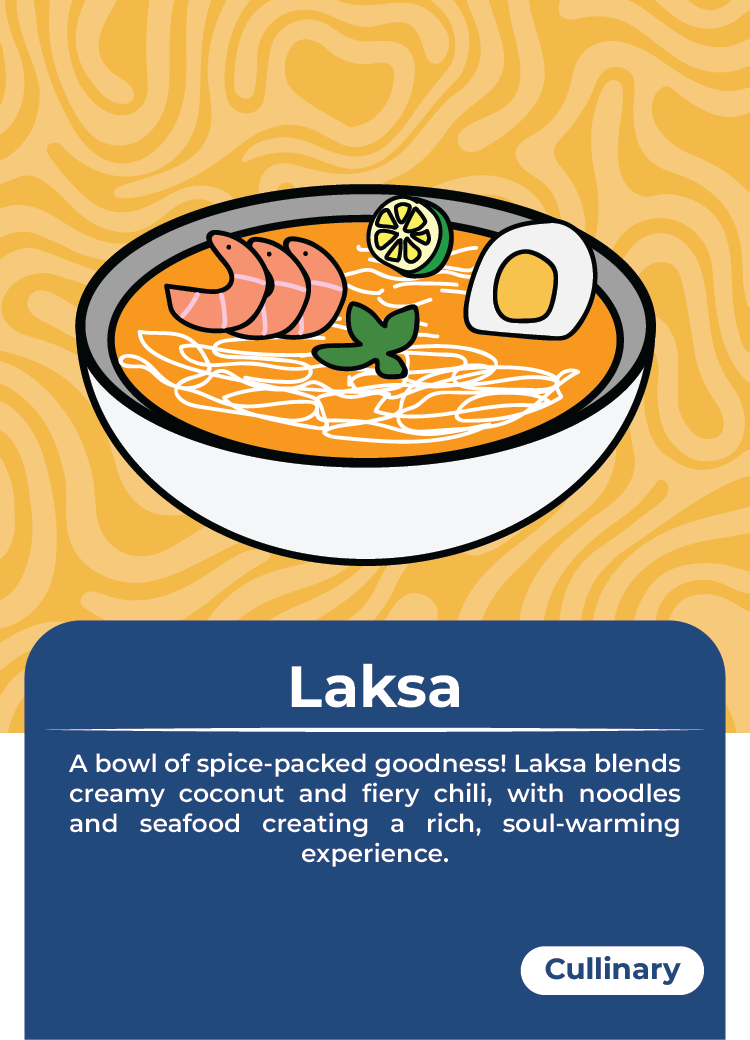 Laksa
A bowl of spice-packed goodness! Laksa blends
creamy coconut and fiery chili, with noodles
and seafood creating a rich, soul-warming
experience.
Cullinary